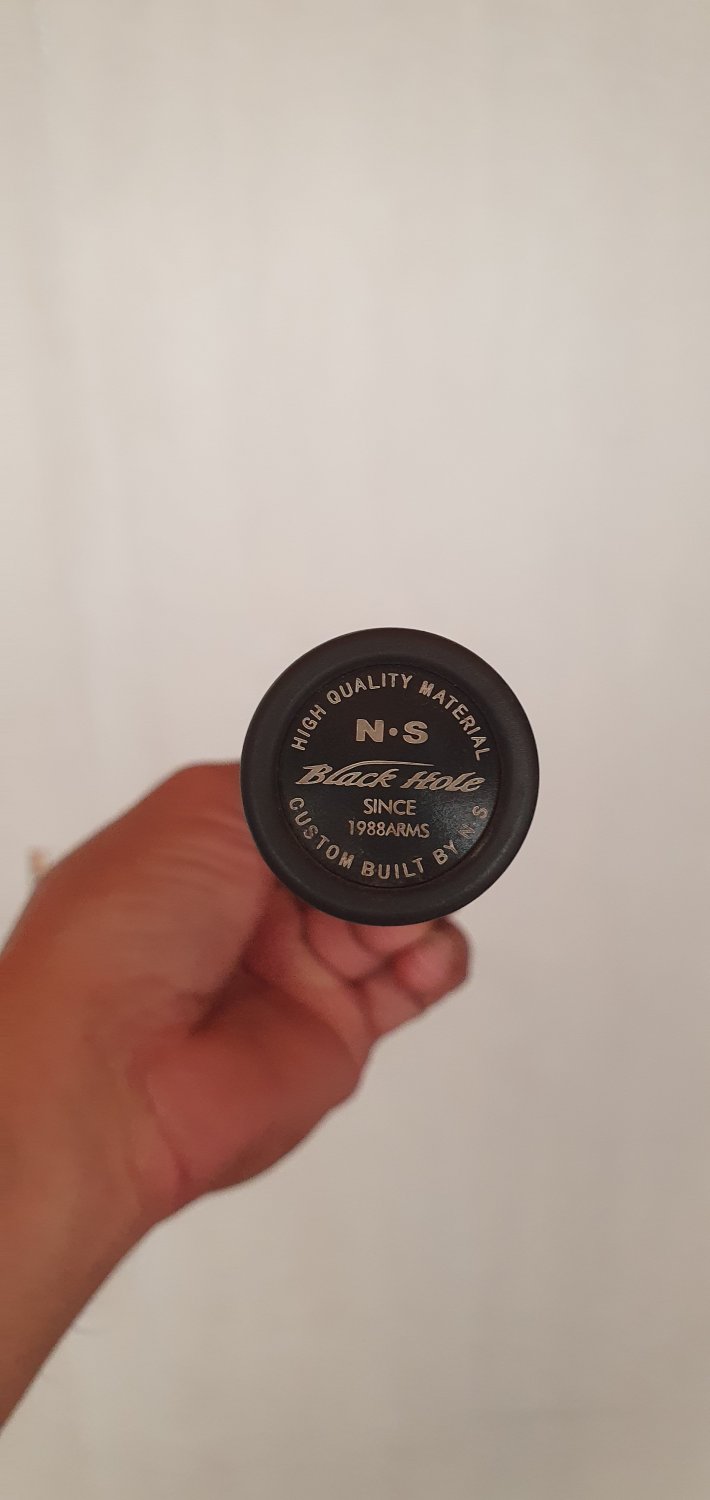 HIGH QUALITY MATERIAL
N·S
Black Hole
SINCE
1988ARMS
CUSTOM BUILT BY N·S